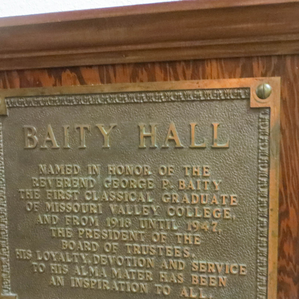 BAITY HALL
NAMED IN HONOR OF THE
REVEREND GEORGE P. BAITY
THE FIRST CLASSICAL GRADUATE
OF MISSOURI VALLEY COLLEGE,
AND FROM 1913 UNTIL 1947,
THE PRESIDENT OF THE
BOARD OF TRUSTEES.
HIS LOYALTY, DEVOTION AND SERVICE
TO HIS ALMA MATER HAS BEEN
AN INSPIRATION TO ALL